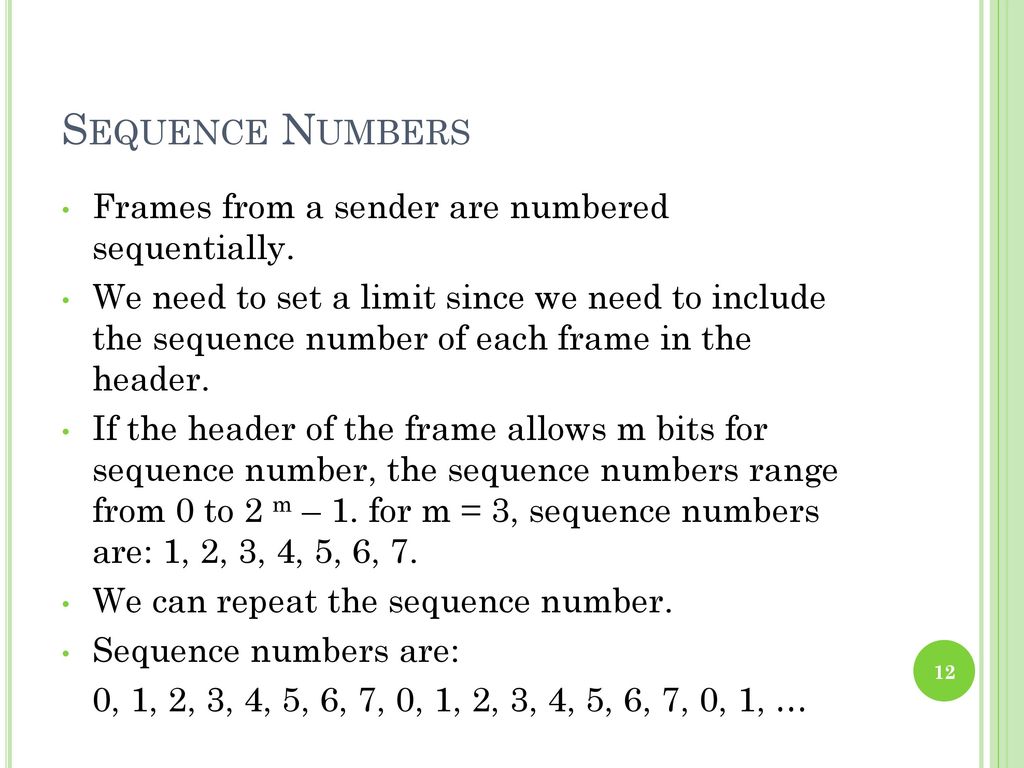 SEQUENCE NUMBERS
• Frames from a sender are numbered
sequentially.
• We need to set a limit since we need to include
the sequence number of each frame in the
header.
• If the header of the frame allows m bits for
sequence number, the sequence numbers range
from 0 to 2 ᵐ – 1. for m = 3, sequence numbers
are: 1, 2, 3, 4, 5, 6, 7.
• We can repeat the sequence number.
• Sequence numbers are:
0, 1, 2, 3, 4, 5, 6, 7, 0, 1, 2, 3, 4, 5, 6, 7, 0, 1, …
12